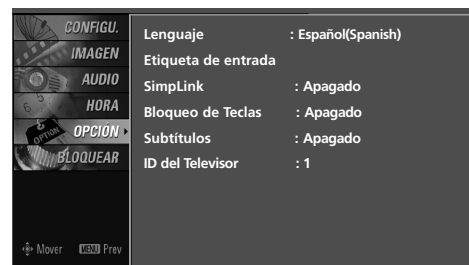 CONFIGU.
IMAGEN
AUDIO
HORA
OPCIÓN
BLOQUEAR
Mover MENU Prev
Lenguaje : Español(Spanish)
Etiqueta de entrada
SimpLink : Apagado
Bloqueo de Teclas : Apagado
Subtítulos : Apagado
ID del Televisor : 1
OPTION